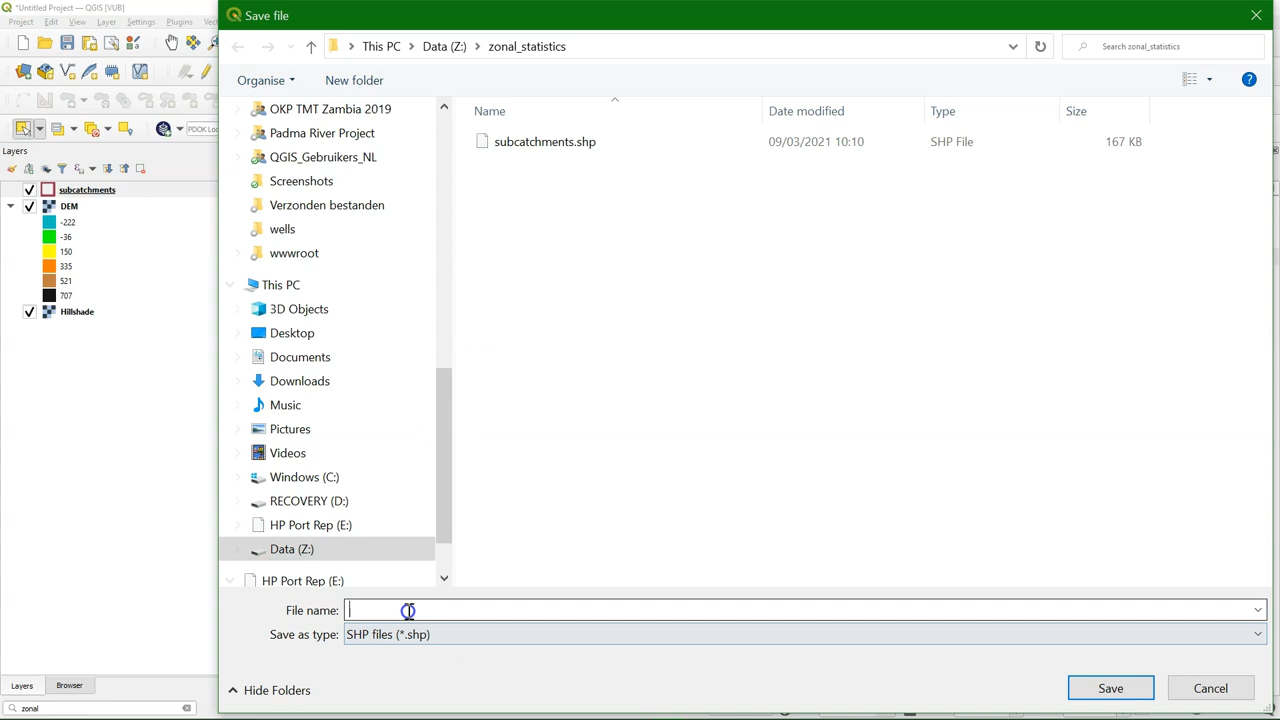 *Untitled Project — QGIS [VUB]
Project Edit View Layer Settings Plugins Vect
PDOK Loc
Layers
subcatchments
DEM
-222
-36
150
335
521
707
Hillshade
Layers Browser
zonal
Save file
This PC > Data (Z:) > zonal_statistics
Search zonal_statistics
Organise New folder
Name Date modified Type Size
subcatchments.shp 09/03/2021 10:10 SHP File 167 KB
OKP TMT Zambia 2019
Padma River Project
QGIS_Gebruikers_NL
Screenshots
Verzonden bestanden
wells
wwwroot
This PC
3D Objects
Desktop
Documents
Downloads
Music
Pictures
Videos
Windows (C:)
RECOVERY (D:)
HP Port Rep (E:)
Data (Z:)
HP Port Rep (E:)
File name:
Save as type: SHP files (*.shp)
Hide Folders
Save Cancel